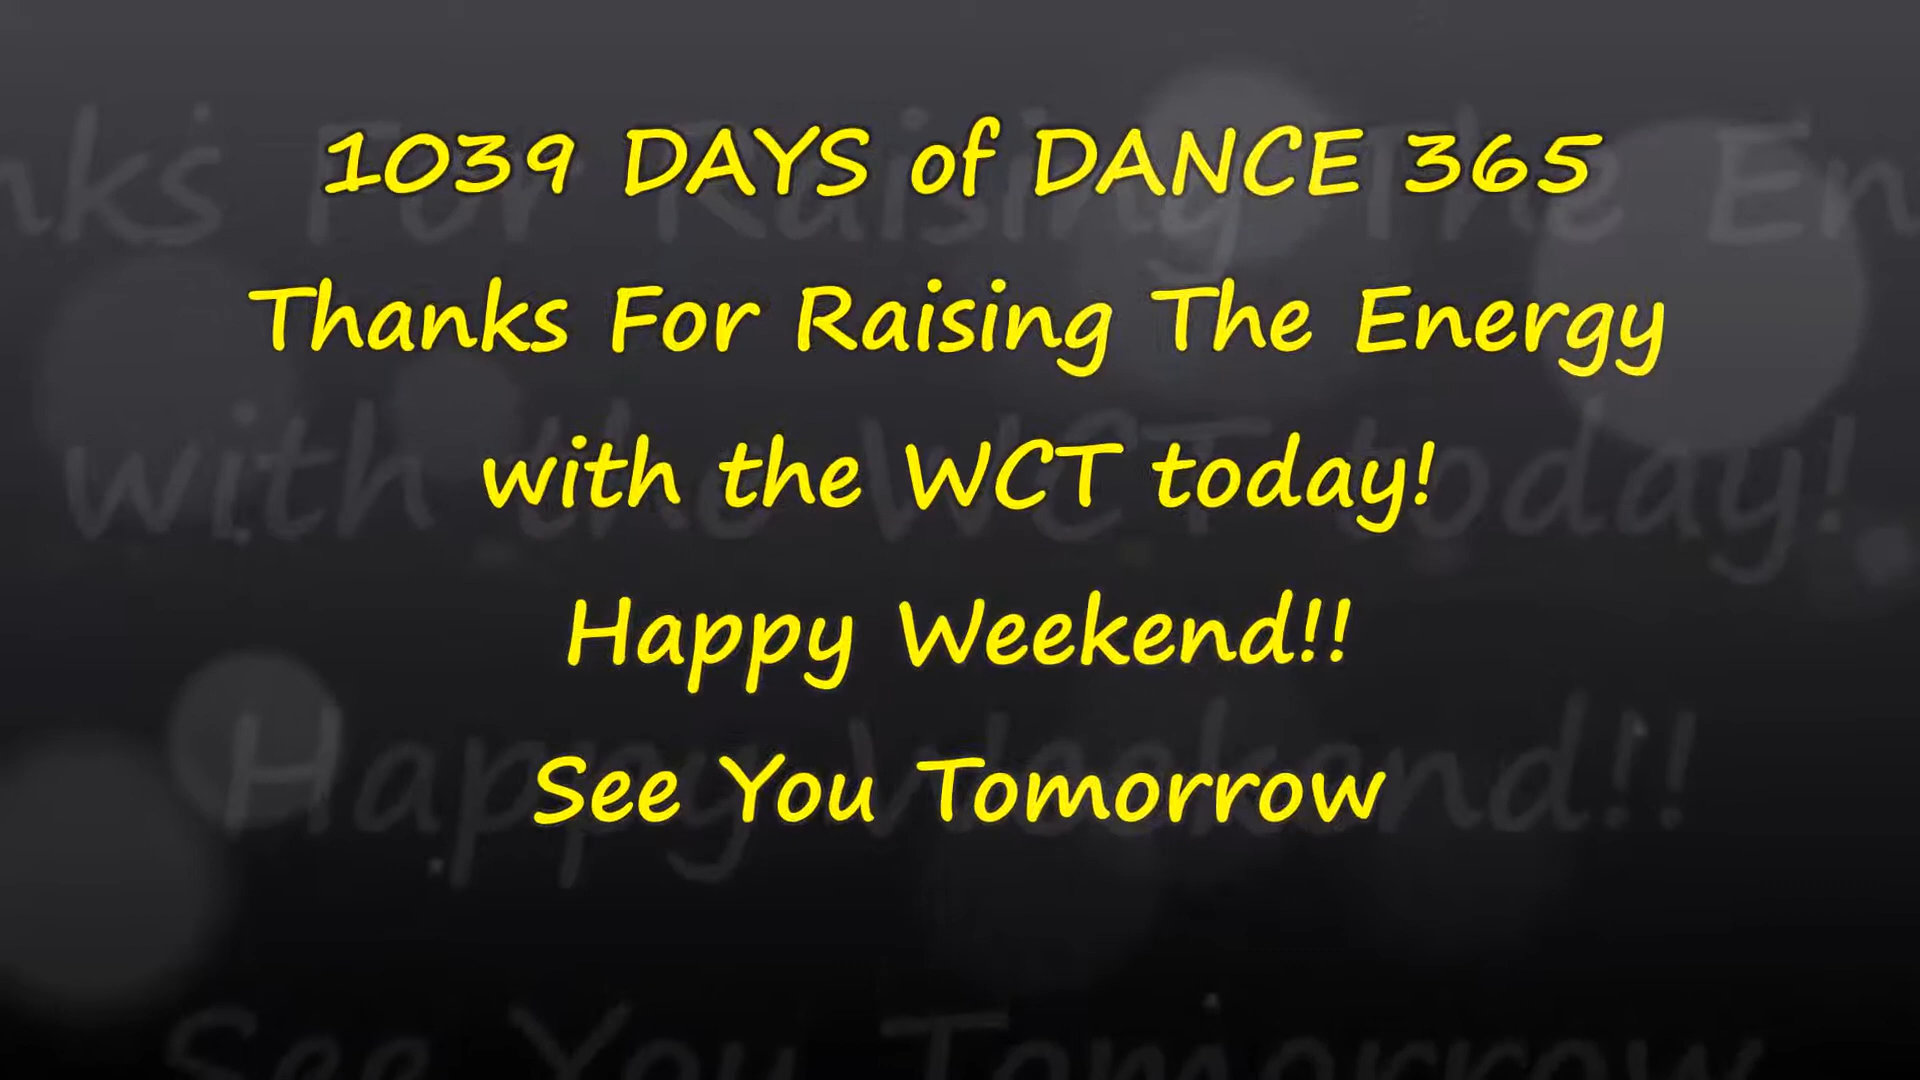 1039 DAYS of DANCE 365
Thanks For Raising The Energy
with the WCT today!
Happy Weekend!!
See You Tomorrow